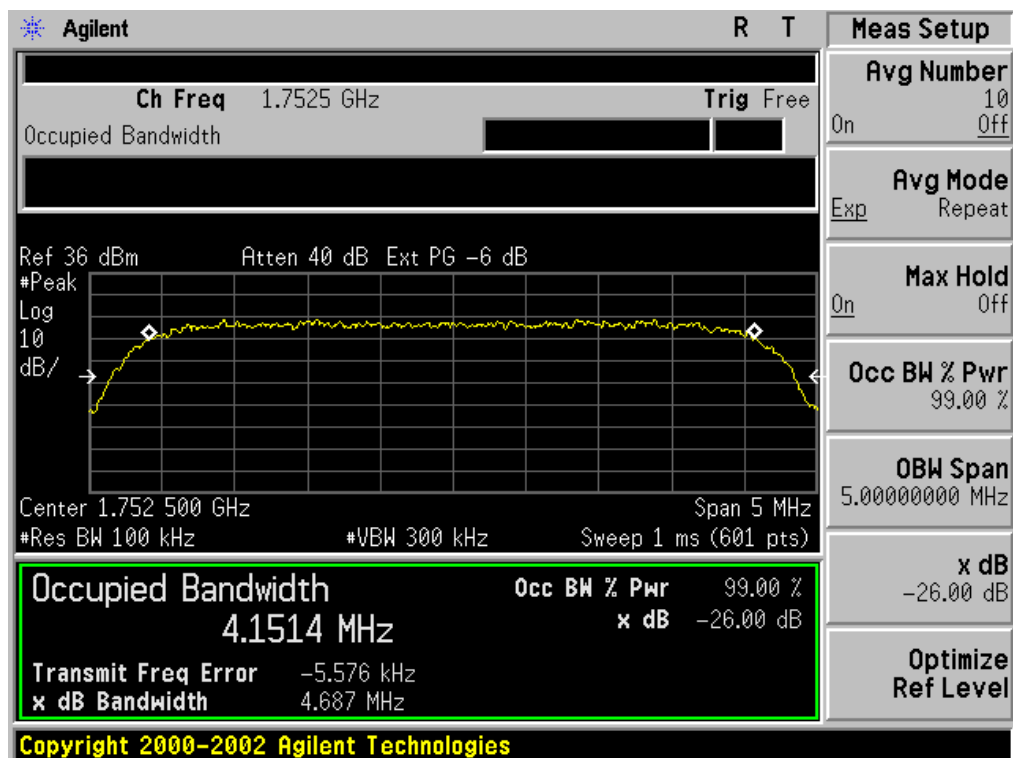 Agilent R T Meas Setup
Ch Freq 1.7525 GHz Trig Free
Occupied Bandwidth
Ref 36 dBm Atten 40 dB Ext PG -6 dB
#Peak
Log
10
dB/
Center 1.752 500 GHz Span 5 MHz
#Res BW 100 kHz #VBW 300 kHz Sweep 1 ms (601 pts)
Occupied Bandwidth Occ BW % Pwr 99.00 %
4.1514 MHz x dB -26.00 dB
Transmit Freq Error -5.576 kHz
x dB Bandwidth 4.687 MHz
Copyright 2000-2002 Agilent Technologies
Avg Number
10
On Off
Avg Mode
Exp Repeat
Max Hold
On Off
Occ BW % Pwr
99.00 %
OBW Span
5.00000000 MHz
x dB
-26.00 dB
Optimize
Ref Level